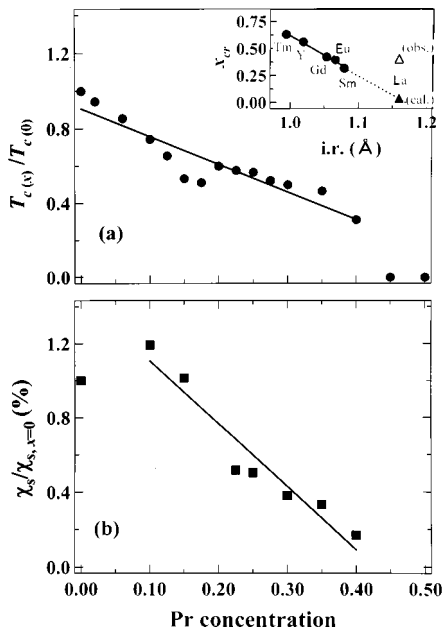 (a)
1.2
0.8
0.4
0.0
T_c(x)/T_c(0)
x_cr
0.75
0.50
0.25
0.00
Tm
Y
Gd
Eu
Sm
(obs.)
La
(cal.)
1.0 1.1 1.2
i.r. (Å)
(b)
1.2
0.8
0.4
0.0
χ_s/χ_s,x=0 (%)
0.00 0.10 0.20 0.30 0.40 0.50
Pr concentration